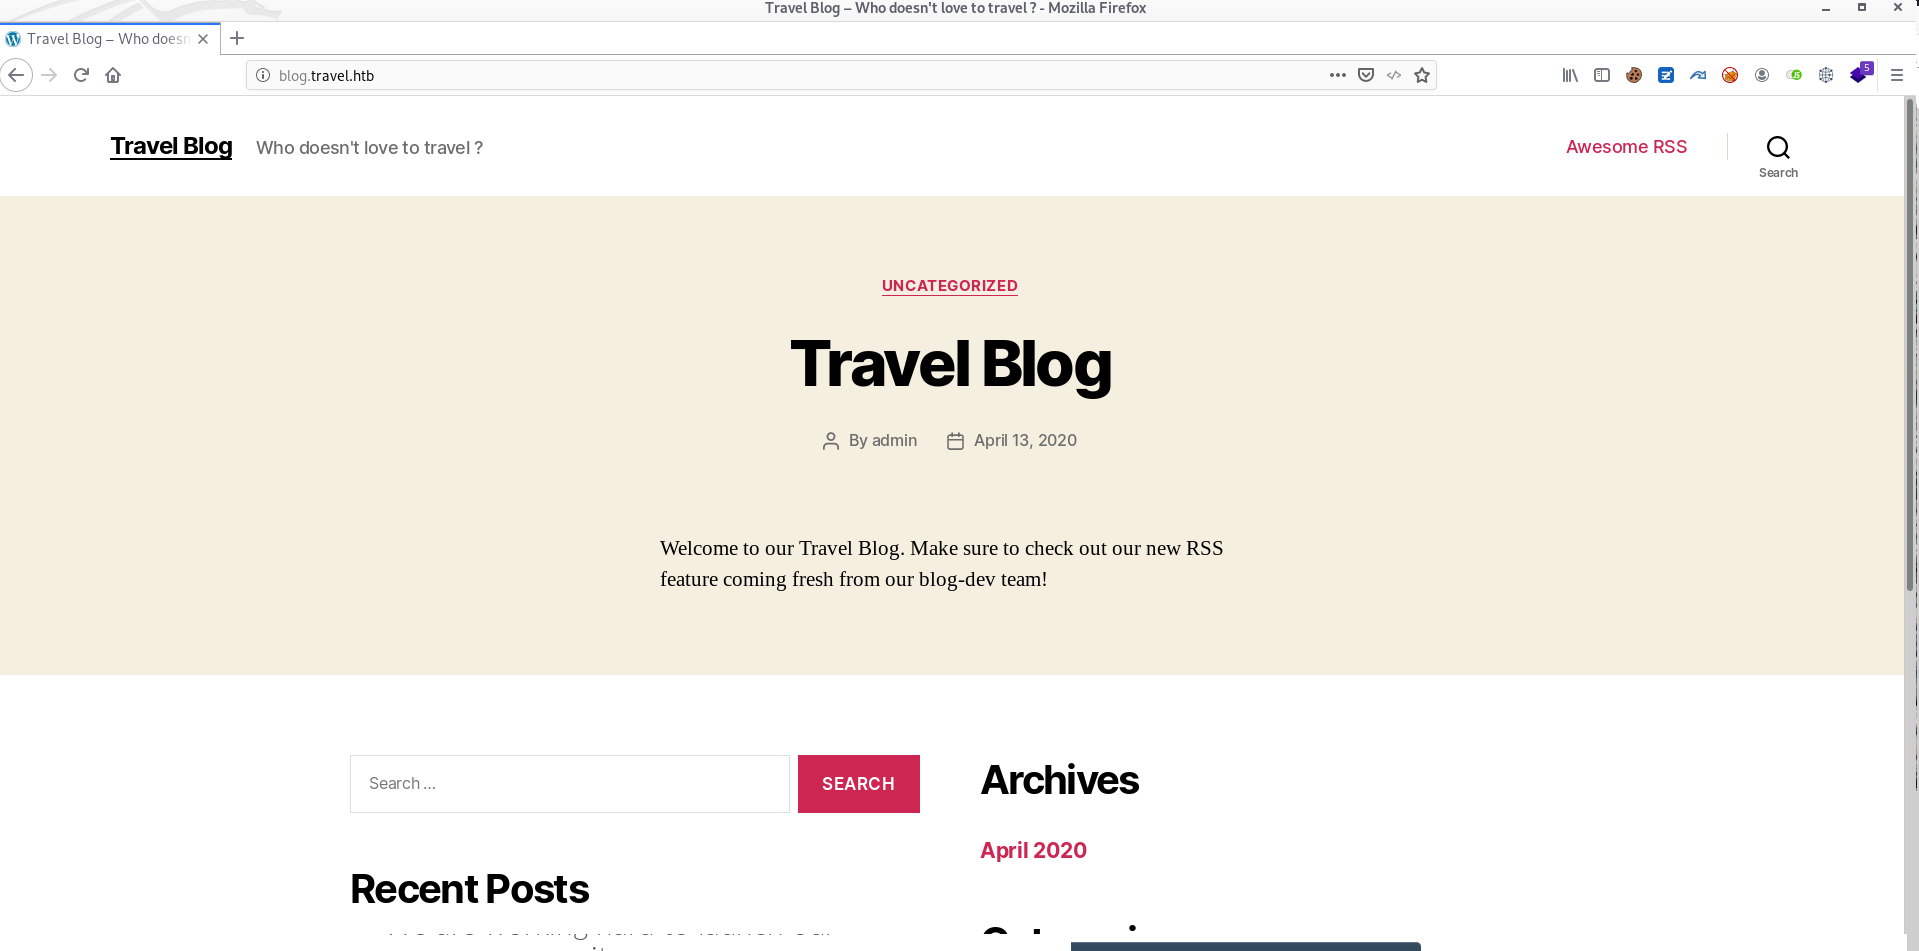 Travel Blog – Who doesn't love to travel ? - Mozilla Firefox
Travel Blog – Who doesn
blog.travel.htb
5
Travel Blog
Who doesn't love to travel ?
Awesome RSS
Search
UNCATEGORIZED
Travel Blog
By admin
April 13, 2020
Welcome to our Travel Blog. Make sure to check out our new RSS
feature coming fresh from our blog-dev team!
Search …
SEARCH
Archives
April 2020
Recent Posts